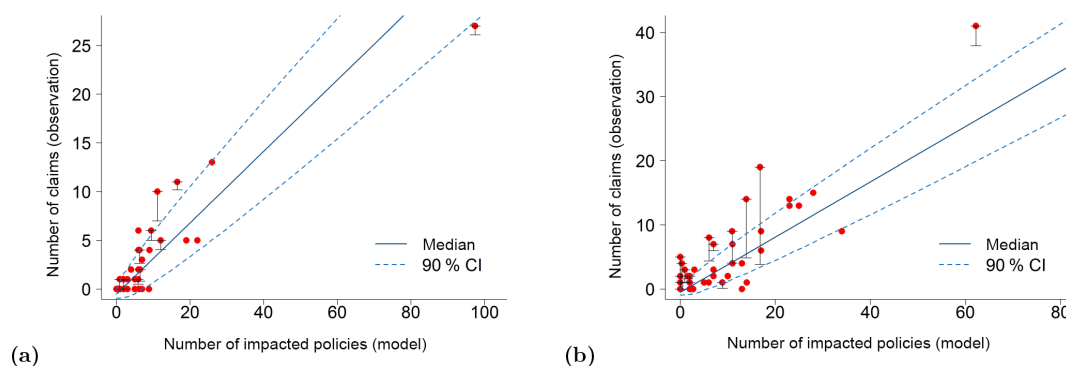 Number of claims (observation)
25
20
15
10
5
0
Median
90 % CI
0
20
40
60
80
100
Number of impacted policies (model)
(a)
Number of claims (observation)
40
30
20
10
0
Median
90 % CI
0
20
40
60
80
Number of impacted policies (model)
(b)